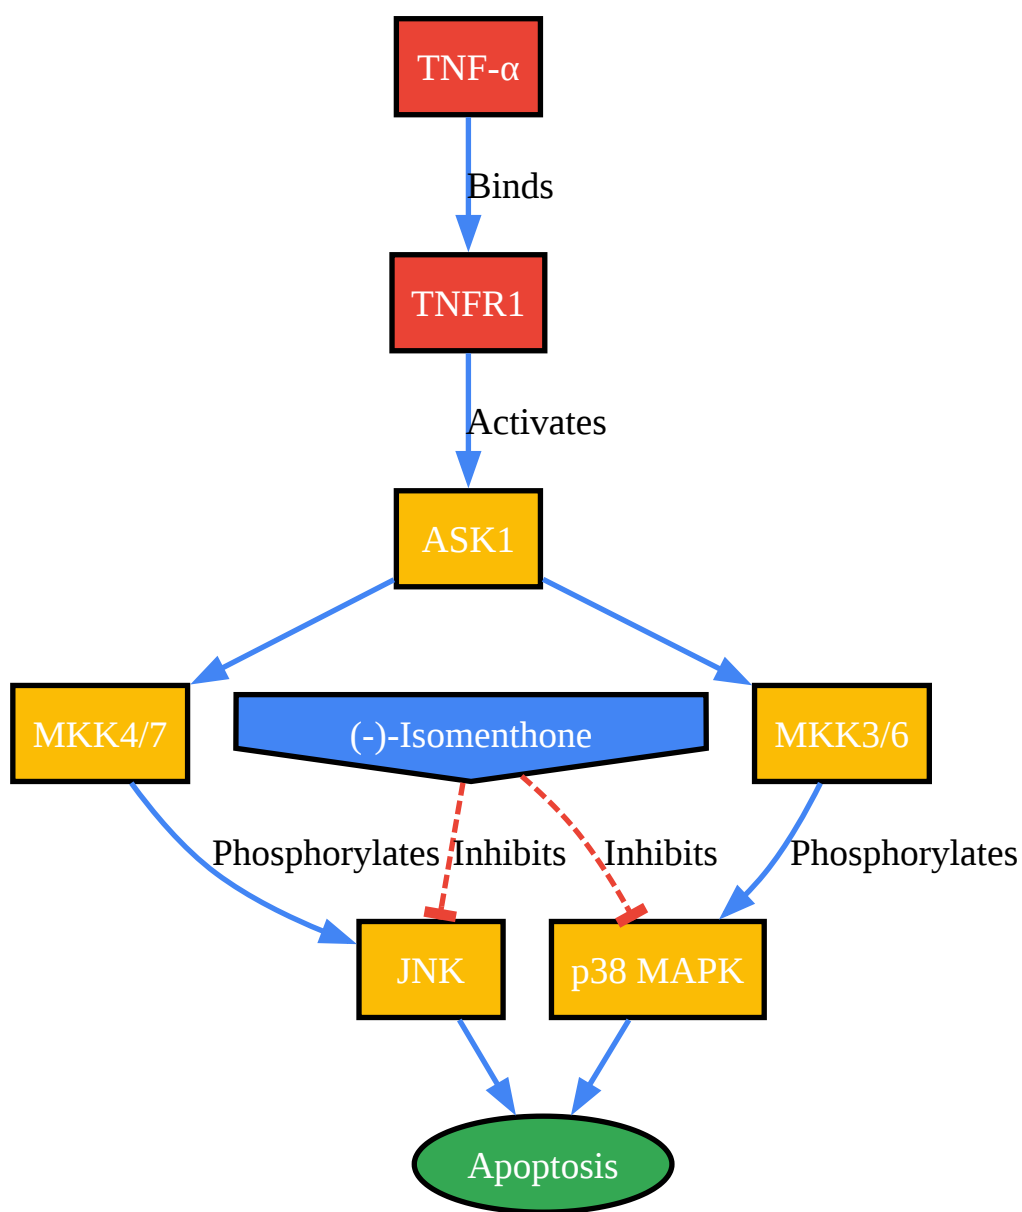 TNF-α
Binds
TNFR1
Activates
ASK1
MKK4/7
(-)-Isomenthone
MKK3/6
Phosphorylates
Inhibits
Inhibits
Phosphorylates
JNK
p38 MAPK
Apoptosis